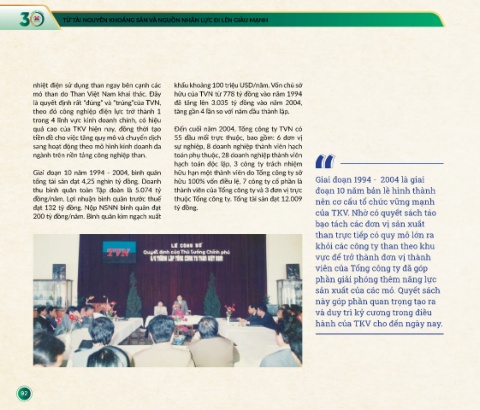 30 TỪ TÀI NGUYÊN KHOÁNG SẢN VÀ NGUỒN NHÂN LỰC ĐI LÊN GIÀU MẠNH
nhiệt điện sử dụng than ngay bên cạnh các
mỏ than do Than Việt Nam khai thác. Đây
là quyết định rất "đúng" và "trúng"của TVN,
theo đó công nghiệp điện lực trở thành 1
trong 4 lĩnh vực kinh doanh chính, có hiệu
quả cao của TKV hiện nay, đồng thời tạo
tiền đề cho việc tăng quy mô và chuyển dịch
sang hoạt động theo mô hình kinh doanh đa
ngành trên nền tảng công nghiệp than.
Giai đoạn 10 năm 1994 - 2004, bình quân
tổng tài sản đạt 4,25 nghìn tỷ đồng. Doanh
thu bình quân toàn Tập đoàn là 5.074 tỷ
đồng/năm. Lợi nhuận bình quân trước thuế
đạt 132 tỷ đồng. Nộp NSNN bình quân đạt
200 tỷ đồng/năm. Bình quân kim ngạch xuất
khẩu khoảng 100 triệu USD/năm. Vốn chủ sở
hữu của TVN từ 778 tỷ đồng vào năm 1994
đã tăng lên 3.035 tỷ đồng vào năm 2004,
tăng gần 4 lần so với năm đầu thành lập.
Đến cuối năm 2004, Tổng công ty TVN có
55 đầu mối trực thuộc, bao gồm: 6 đơn vị
sự nghiệp, 8 doanh nghiệp thành viên hạch
toán phụ thuộc, 28 doanh nghiệp thành viên
hạch toán độc lập, 3 công ty trách nhiệm
hữu hạn một thành viên do Tổng công ty sở
hữu 100% vốn điều lệ, 7 công ty cổ phần là
thành viên của Tổng công ty và 3 đơn vị trực
thuộc Tổng công ty. Tổng tài sản đạt 12.009
tỷ đồng.
Giai đoạn 1994 - 2004 là giai
đoạn 10 năm bản lề hình thành
nên cơ cấu tổ chức vững mạnh
của TKV. Nhờ có quyết sách táo
bạo tách các đơn vị sản xuất
than trực tiếp có quy mô lớn ra
khỏi các công ty than theo khu
vực để trở thành đơn vị thành
viên của Tổng công ty đã góp
phần giải phóng thêm năng lực
sản xuất của các mỏ. Quyết sách
này góp phần quan trọng tạo ra
và duy trì kỷ cương trong điều
hành của TKV cho đến ngày nay.
TVN
LỄ CÔNG BỐ
Quyết định của Thủ tướng Chính phủ
V/V THÀNH LẬP TỔNG CÔNG TY THAN VIỆT NAM
92